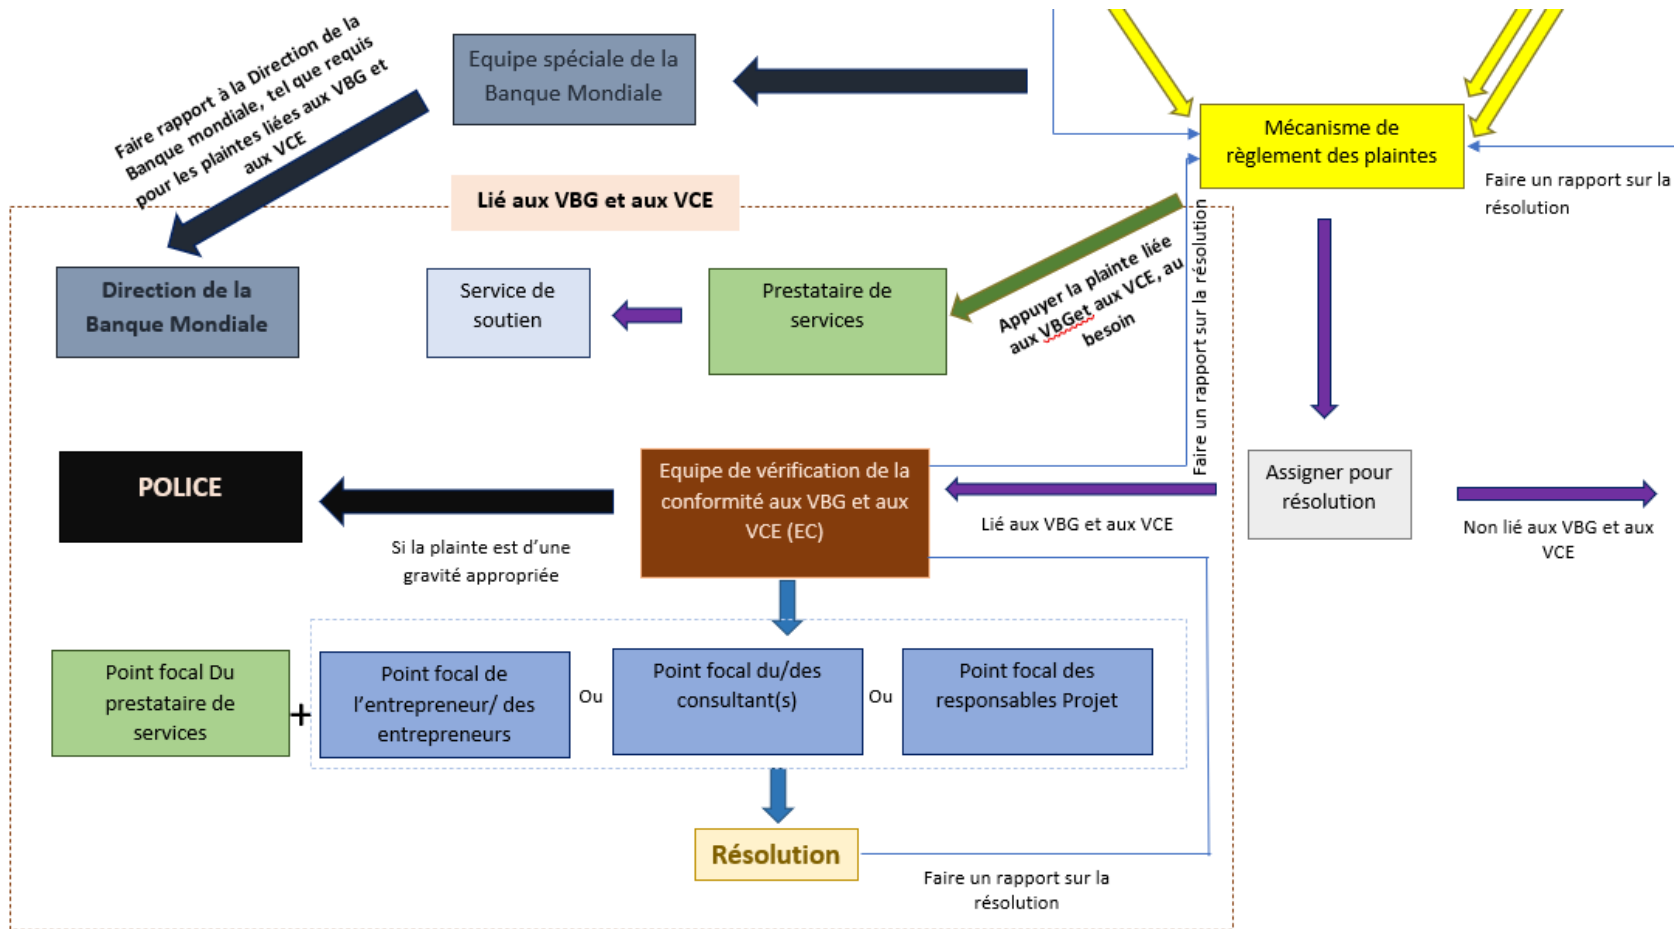 Faire rapport à la Direction de la
Banque mondiale, tel que requis
pour les plaintes liées aux VBG et
aux VCE
Equipe spéciale de la
Banque Mondiale
Mécanisme de
règlement des plaintes
Faire un rapport sur la
résolution
Lié aux VBG et aux VCE
Direction de la
Banque Mondiale
Service de
soutien
Prestataire de
services
Appuyer la plainte liée
aux VBGet aux VCE, au
besoin
Faire un rapport sur la résolution
POLICE
Si la plainte est d’une
gravité appropriée
Equipe de vérification de la
conformité aux VBG et aux
VCE (EC)
Lié aux VBG et aux VCE
Assigner pour
résolution
Non lié aux VBG et aux
VCE
Point focal Du
prestataire de
services
+
Point focal de
l’entrepreneur/ des
entrepreneurs
Ou
Point focal du/des
consultant(s)
Ou
Point focal des
responsables Projet
Résolution
Faire un rapport sur la
résolution